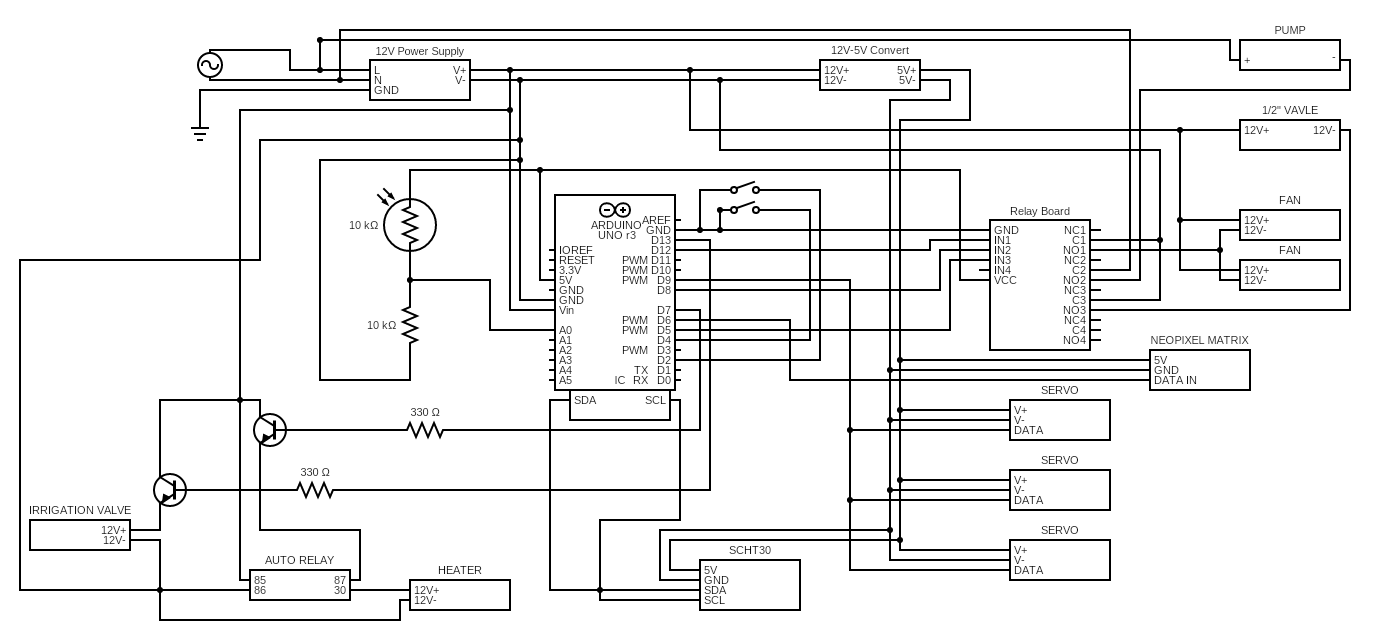 PUMP
+
-
12V Power Supply
L
N
GND
V+
V-
12V-5V Convert
12V+
12V-
5V+
5V-
1/2" VAVLE
12V+
12V-
FAN
12V+
12V-
FAN
12V+
12V-
10 kΩ
10 kΩ
ARDUINO
UNO r3
IOREF
RESET
3.3V
5V
GND
GND
Vin
A0
A1
A2
A3
A4
A5
AREF
GND
D13
D12
PWM D11
PWM D10
PWM D9
D8
D7
PWM D6
PWM D5
D4
PWM D3
D2
TX D1
IC RX D0
SDA
SCL
Relay Board
GND
IN1
IN2
IN3
IN4
VCC
NC1
C1
NO1
NC2
C2
NO2
NC3
C3
NO3
NC4
C4
NO4
NEOPIXEL MATRIX
5V
GND
DATA IN
SERVO
V+
V-
DATA
SERVO
V+
V-
DATA
SERVO
V+
V-
DATA
330 Ω
330 Ω
IRRIGATION VALVE
12V+
12V-
AUTO RELAY
85
86
87
30
HEATER
12V+
12V-
SCHT30
5V
GND
SDA
SCL